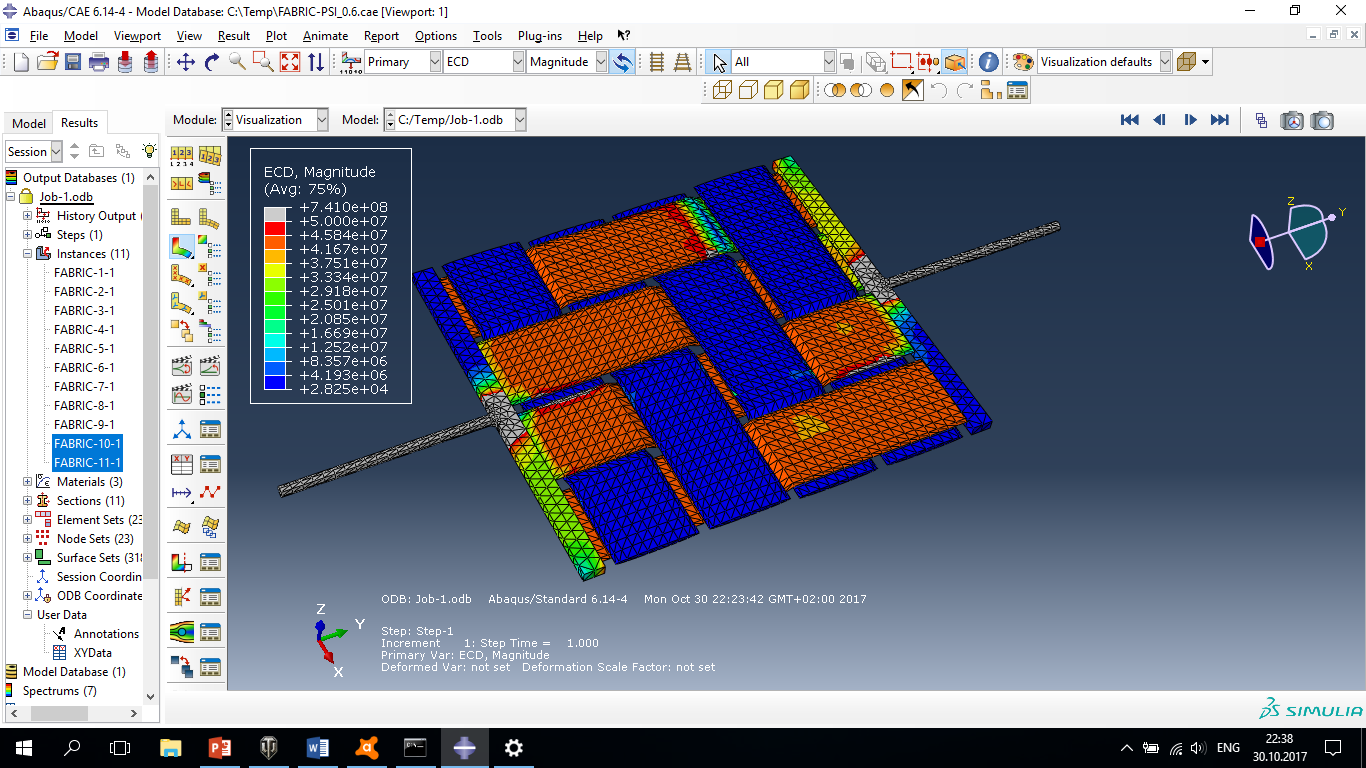 Abaqus/CAE 6.14-4 - Model Database: C:\Temp\FABRIC-PSI_0.6.cae [Viewport: 1]
File Model Viewport View Result Plot Animate Report Options Tools Plug-ins Help
Primary ECD Magnitude All Visualization defaults
Model Results Module: Visualization Model: C:/Temp/Job-1.odb
Session
Output Databases (1)
Job-1.odb
History Output (
Steps (1)
Instances (11)
FABRIC-1-1
FABRIC-2-1
FABRIC-3-1
FABRIC-4-1
FABRIC-5-1
FABRIC-6-1
FABRIC-7-1
FABRIC-8-1
FABRIC-9-1
FABRIC-10-1
FABRIC-11-1
Materials (3)
Sections (11)
Element Sets (23
Node Sets (23)
Surface Sets (318
Session Coordin
ODB Coordinate
User Data
Annotations
XYData
Model Database (1)
Spectrums (7)
1 2 3 4
ECD, Magnitude
(Avg: 75%)
+7.410e+08
+5.000e+07
+4.584e+07
+4.167e+07
+3.751e+07
+3.334e+07
+2.918e+07
+2.501e+07
+2.085e+07
+1.669e+07
+1.252e+07
+8.357e+06
+4.193e+06
+2.825e+04
Z
Y
X
Z
Y
X
ODB: Job-1.odb Abaqus/Standard 6.14-4 Mon Oct 30 22:23:42 GMT+02:00 2017
Step: Step-1
Increment 1: Step Time = 1.000
Primary Var: ECD, Magnitude
Deformed Var: not set Deformation Scale Factor: not set
SIMULIA
ENG
22:38
30.10.2017